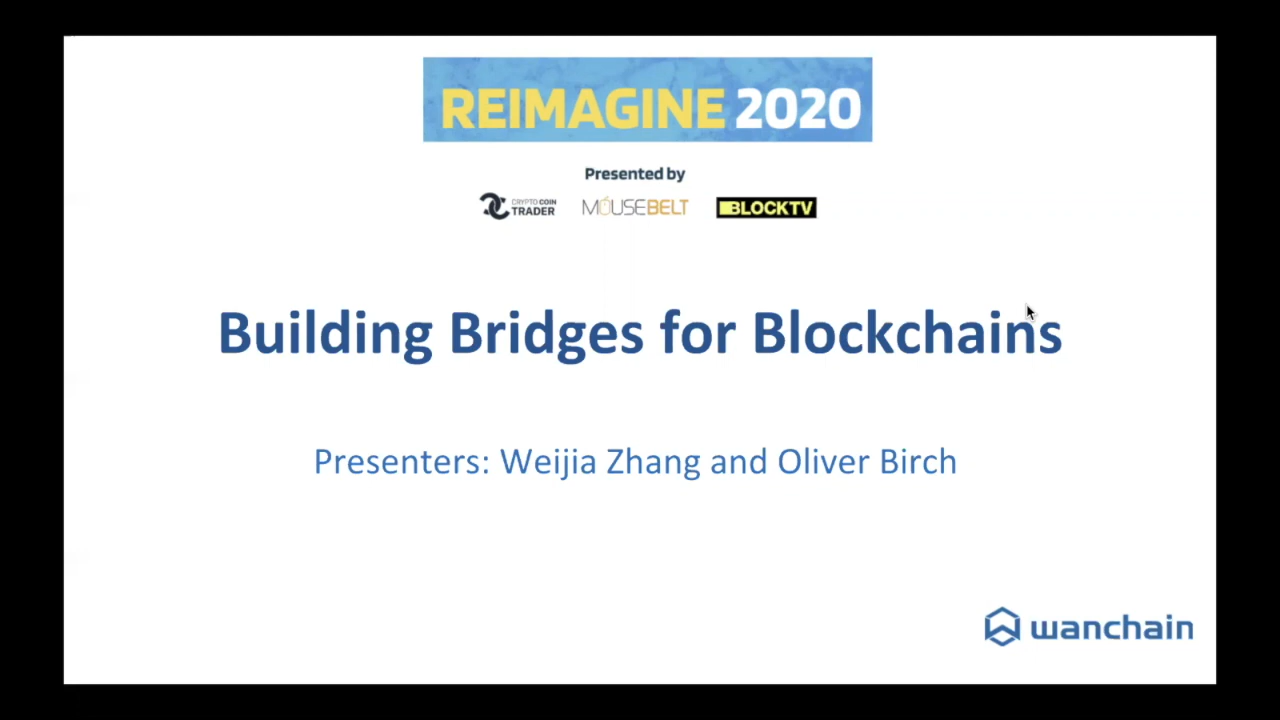 REIMAGINE 2020
Presented by
CRYPTO COIN TRADER MOUSEBELT BLOCKTV
Building Bridges for Blockchains
Presenters: Weijia Zhang and Oliver Birch
wanchain